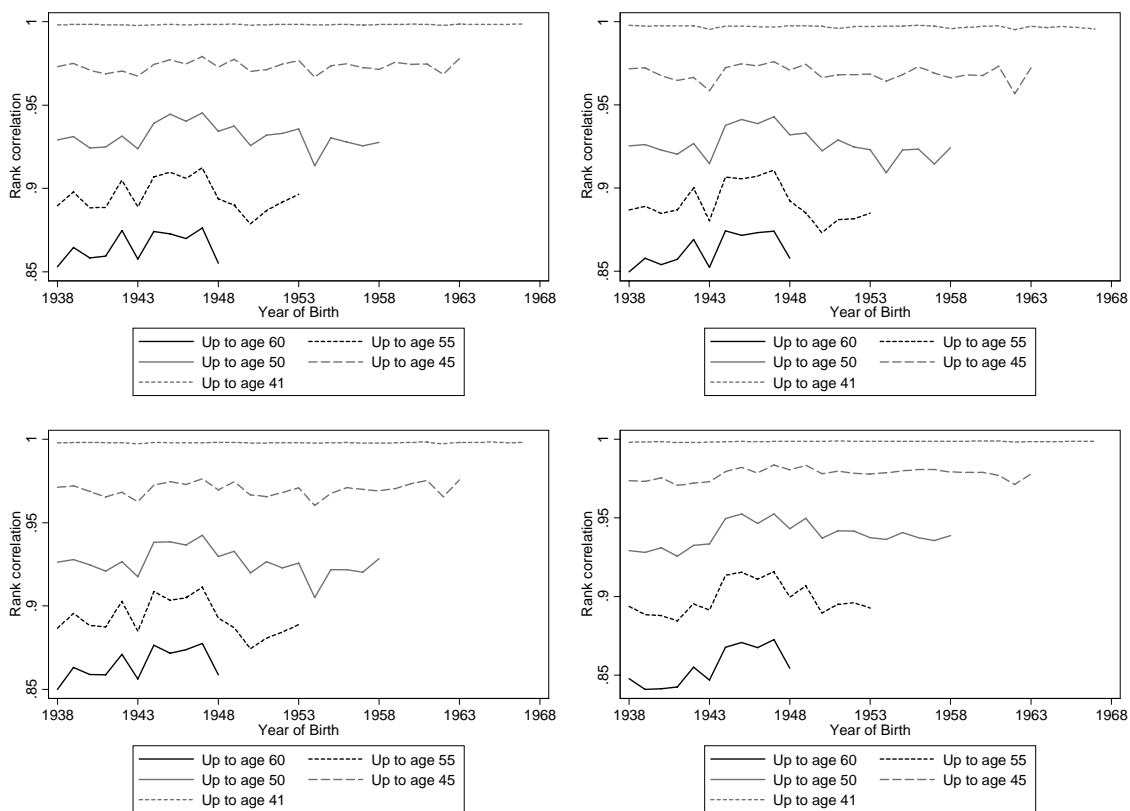 Rank correlation
1
.95
.9
.85
1938 1943 1948 1953 1958 1963 1968
Year of Birth
Up to age 60 Up to age 55
Up to age 50 Up to age 45
Up to age 41
Rank correlation
1
.95
.9
.85
1938 1943 1948 1953 1958 1963 1968
Year of Birth
Up to age 60 Up to age 55
Up to age 50 Up to age 45
Up to age 41
Rank correlation
1
.95
.9
.85
1938 1943 1948 1953 1958 1963 1968
Year of Birth
Up to age 60 Up to age 55
Up to age 50 Up to age 45
Up to age 41
Rank correlation
1
.95
.9
.85
1938 1943 1948 1953 1958 1963 1968
Year of Birth
Up to age 60 Up to age 55
Up to age 50 Up to age 45
Up to age 41